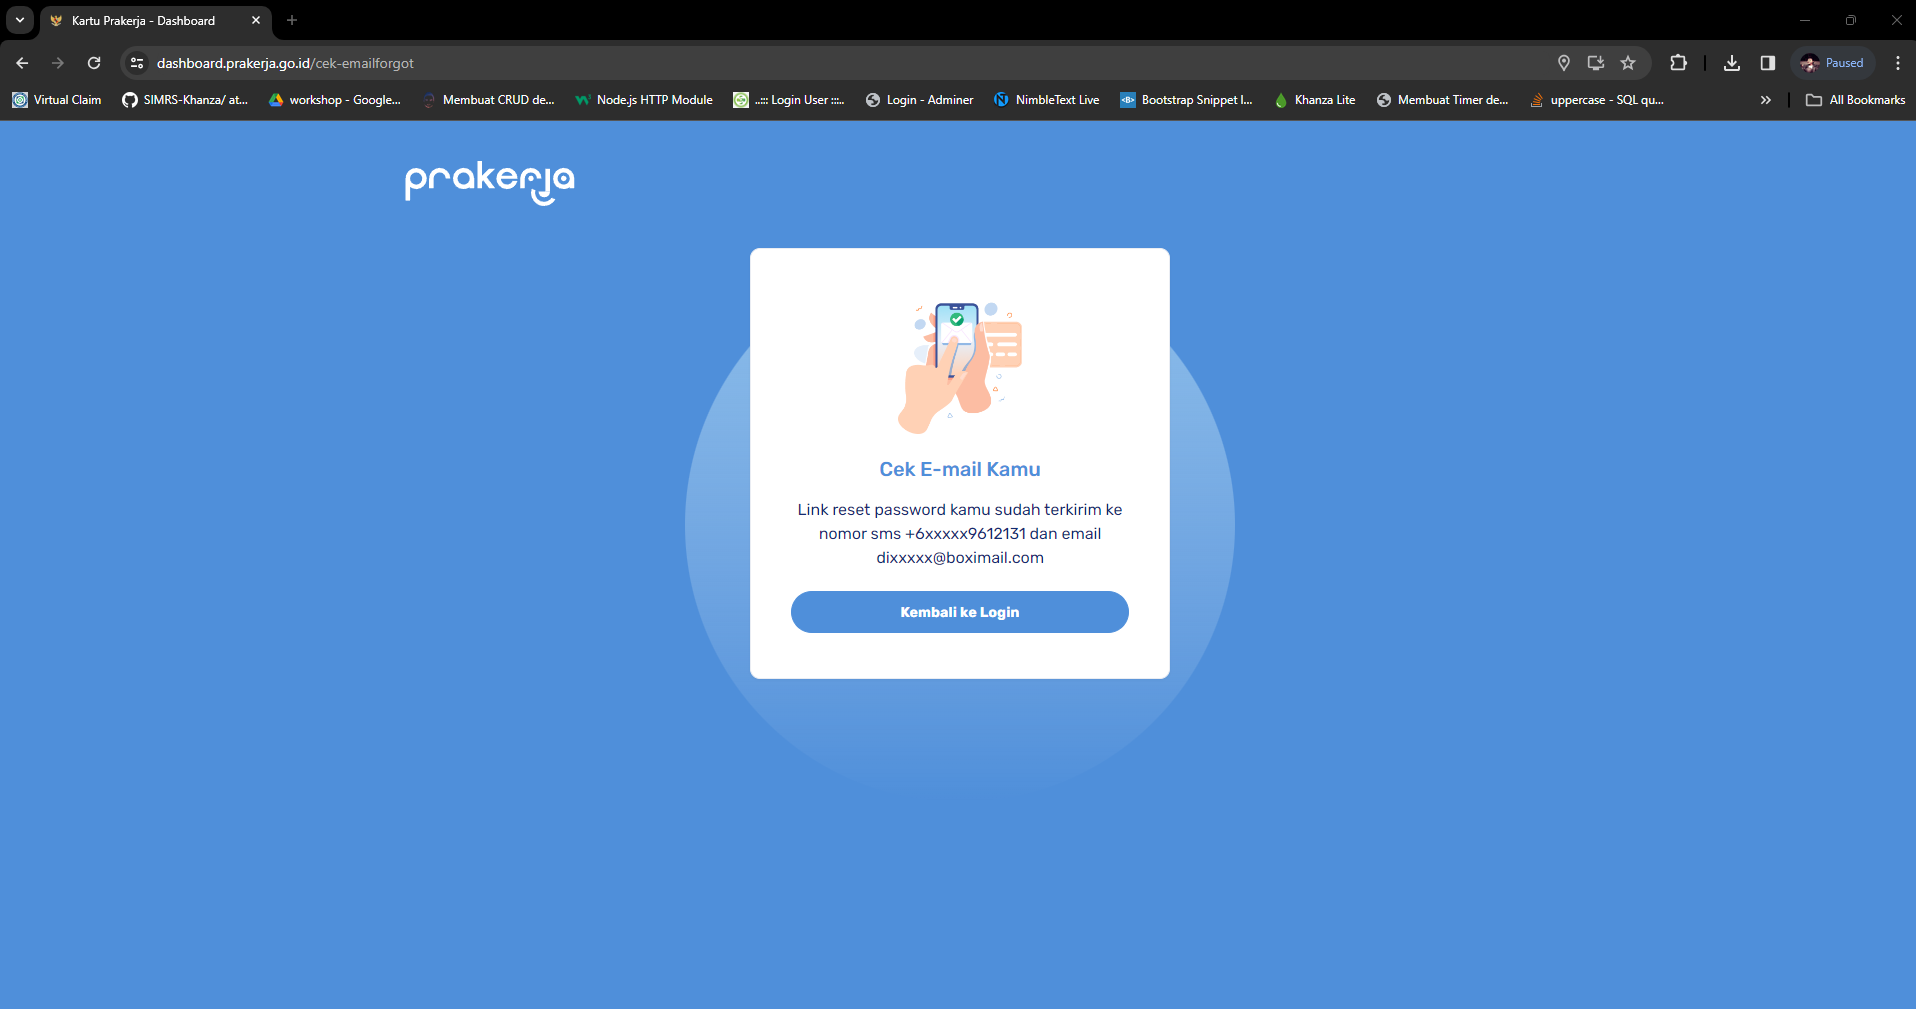 Kartu Prakerja - Dashboard
dashboard.prakerja.go.id/cek-emailforgot
Paused
Virtual Claim
SIMRS-Khanza/ at...
workshop - Google...
Membuat CRUD de...
Node.js HTTP Module
..::: Login User :::..
Login - Adminer
NimbleText Live
Bootstrap Snippet I...
Khanza Lite
Membuat Timer de...
uppercase - SQL qu...
All Bookmarks
prakerja
Cek E-mail Kamu
Link reset password kamu sudah terkirim ke
nomor sms +6xxxxx9612131 dan email
dixxxxx@boximail.com
Kembali ke Login